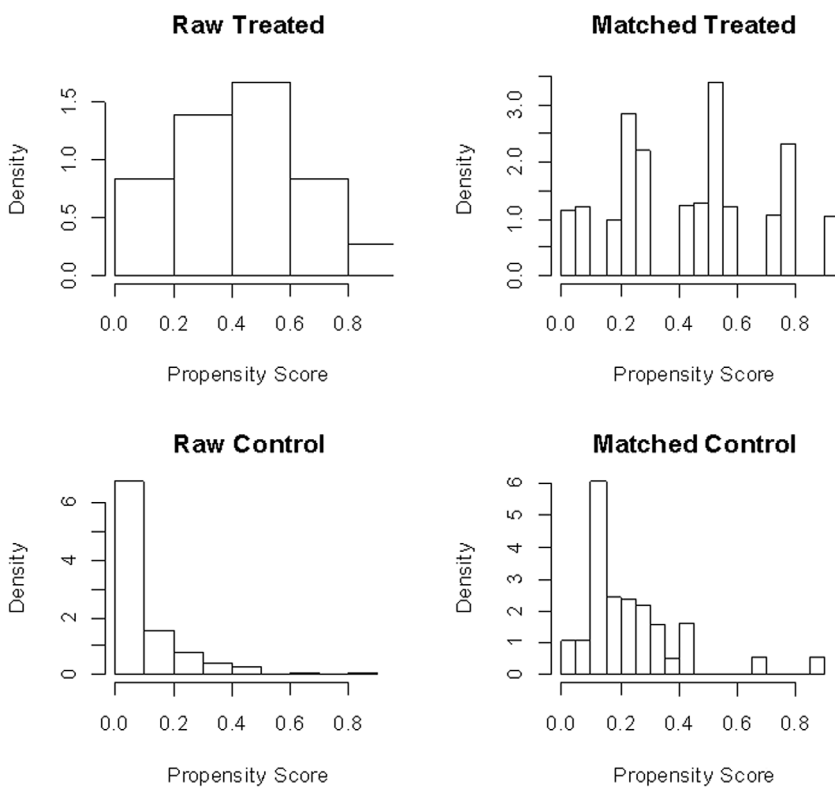 Raw Treated
Density
0.0 0.5 1.0 1.5
0.0 0.2 0.4 0.6 0.8
Propensity Score
Matched Treated
Density
0.0 1.0 2.0 3.0
0.0 0.2 0.4 0.6 0.8
Propensity Score
Raw Control
Density
0 2 4 6
0.0 0.2 0.4 0.6 0.8
Propensity Score
Matched Control
Density
0 1 2 3 4 5 6
0.0 0.2 0.4 0.6 0.8
Propensity Score